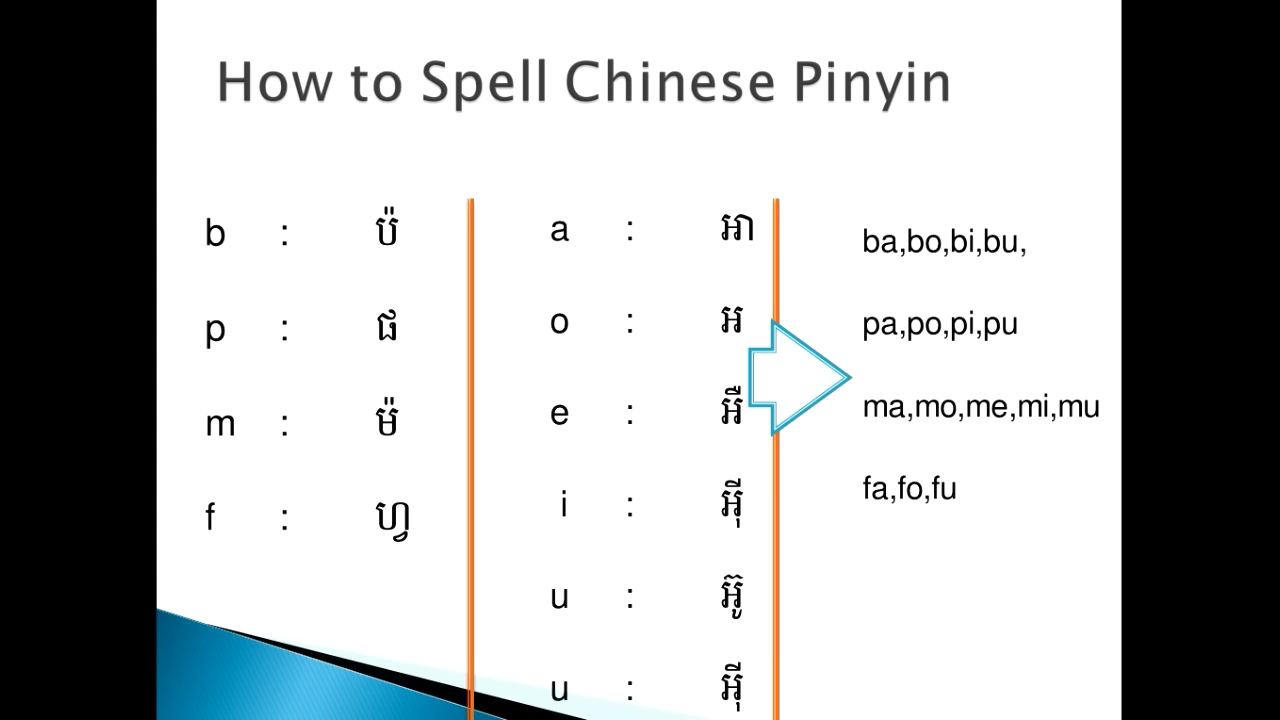 How to Spell Chinese Pinyin
b : ប៉
p : ផ
m : ម៉
f : ហ្វ
a : អា
o : អ
e : អឺ
i : អ៊ី
u : អ៊ូ
u : អ៊ី
ba,bo,bi,bu,
pa,po,pi,pu
ma,mo,me,mi,mu
fa,fo,fu